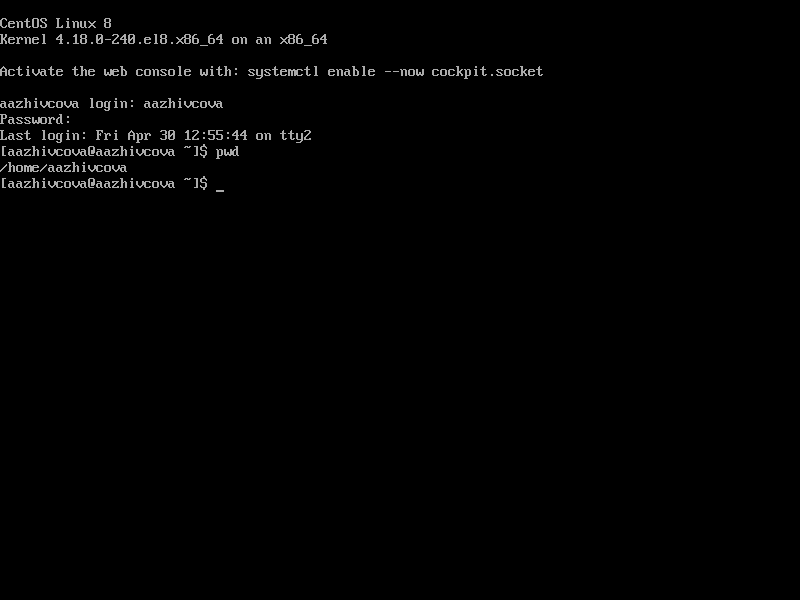 CentOS Linux 8
Kernel 4.18.0-240.el8.x86_64 on an x86_64
Activate the web console with: systemctl enable --now cockpit.socket
aazhivcova login: aazhivcova
Password:
Last login: Fri Apr 30 12:55:44 on tty2
[aazhivcova@aazhivcova ~]$ pwd
/home/aazhivcova
[aazhivcova@aazhivcova ~]$ _